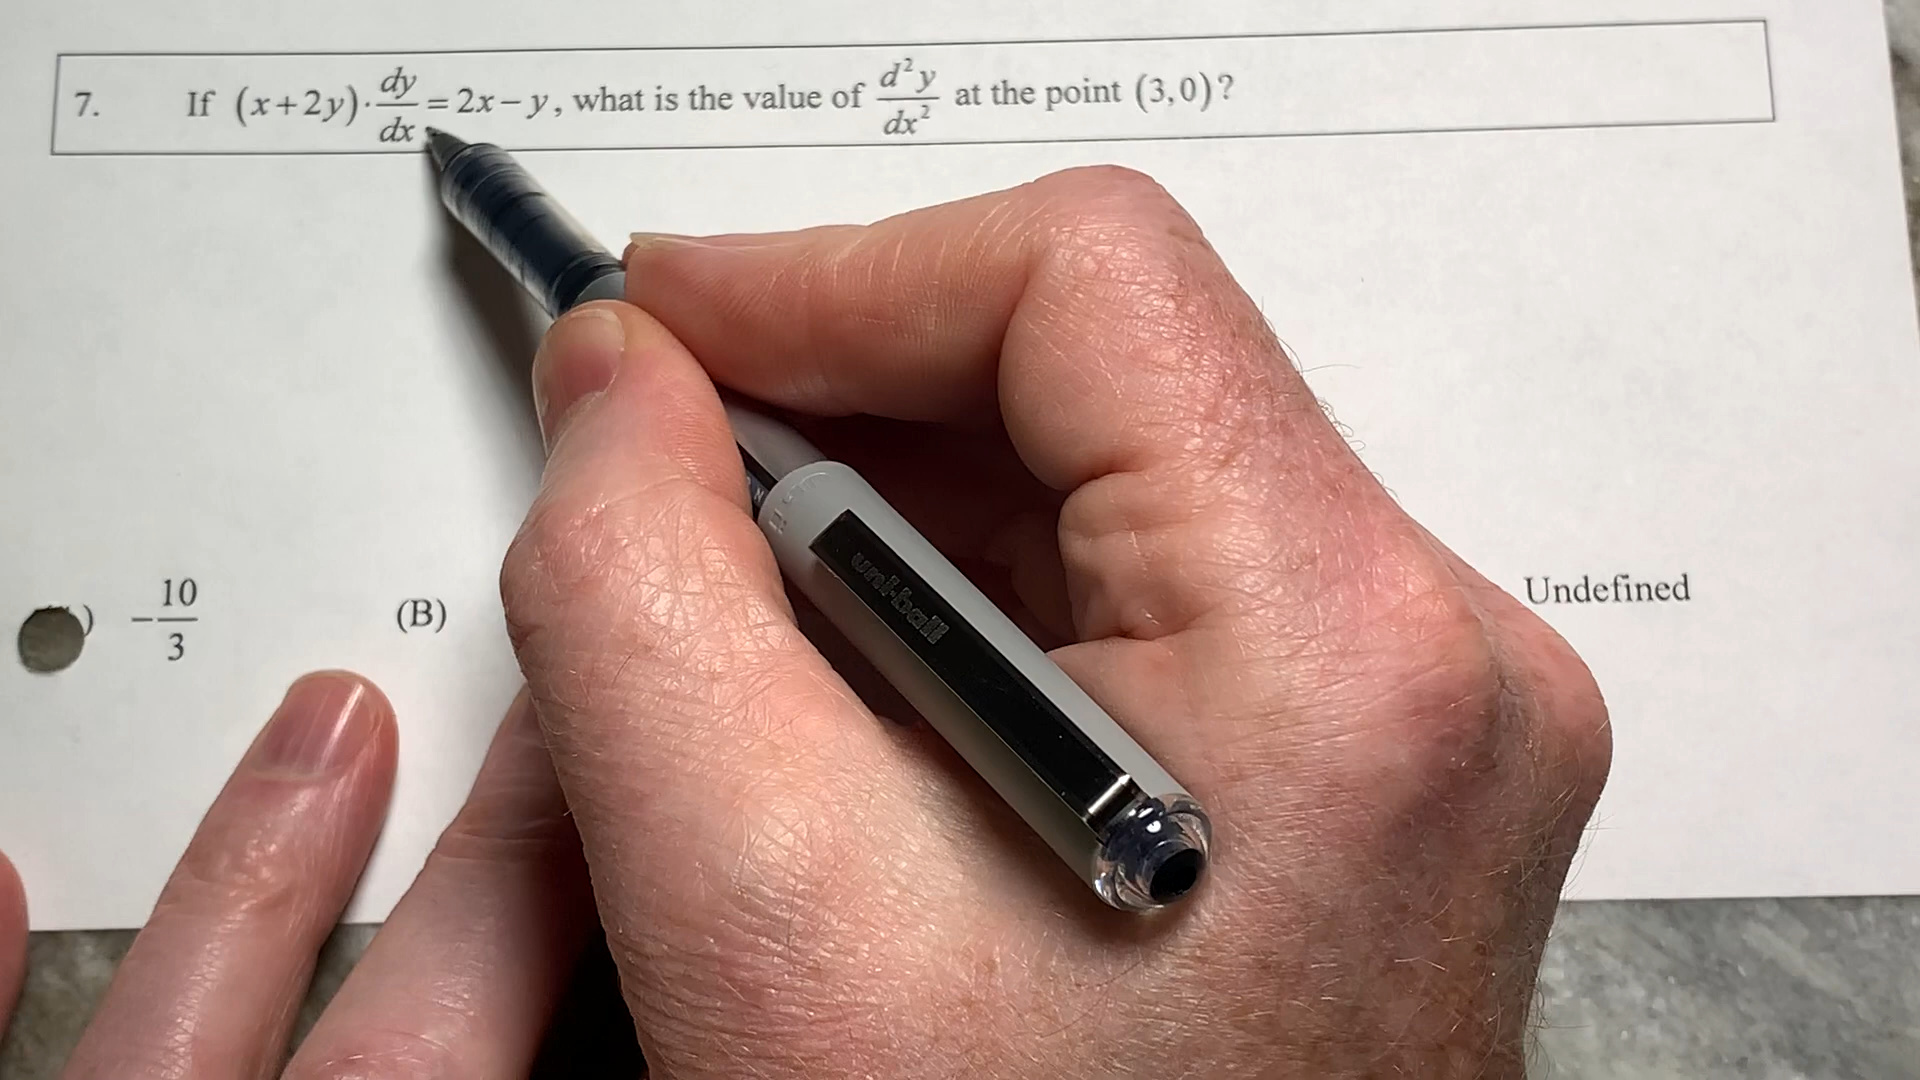 7. If (x+2y)·dy/dx = 2x−y, what is the value of d²y/dx² at the point (3,0)?
) −10/3 (B) Undefined
uni-ball